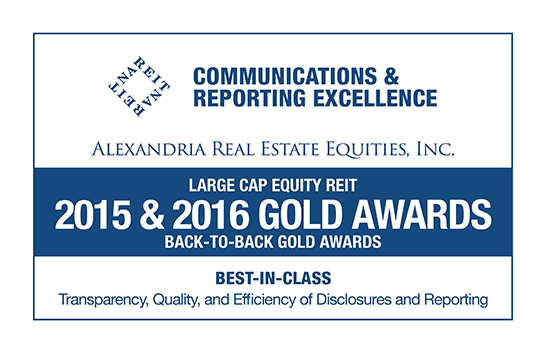 NAREIT NAREIT
COMMUNICATIONS &
REPORTING EXCELLENCE
ALEXANDRIA REAL ESTATE EQUITIES, INC.
LARGE CAP EQUITY REIT
2015 & 2016 GOLD AWARDS
BACK-TO-BACK GOLD AWARDS
BEST-IN-CLASS
Transparency, Quality, and Efficiency of Disclosures and Reporting